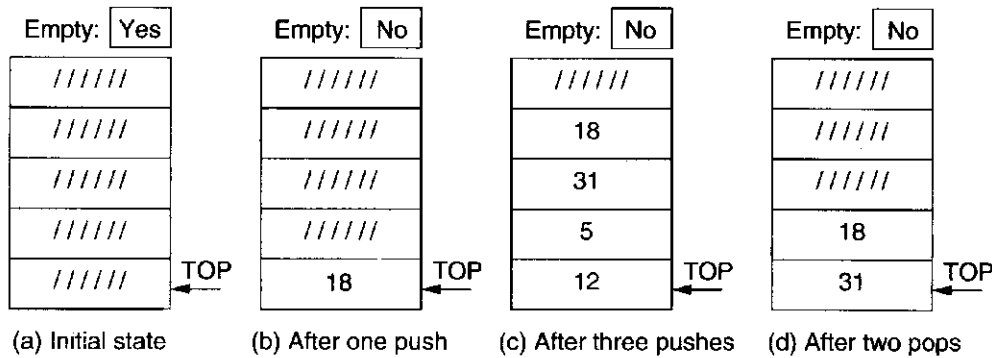 Empty: Yes Empty: No Empty: No Empty: No
////// ////// ////// //////
////// ////// 18 //////
////// ////// 31 //////
////// ////// 5 18
////// TOP 18 TOP 12 TOP 31 TOP
(a) Initial state (b) After one push (c) After three pushes (d) After two pops